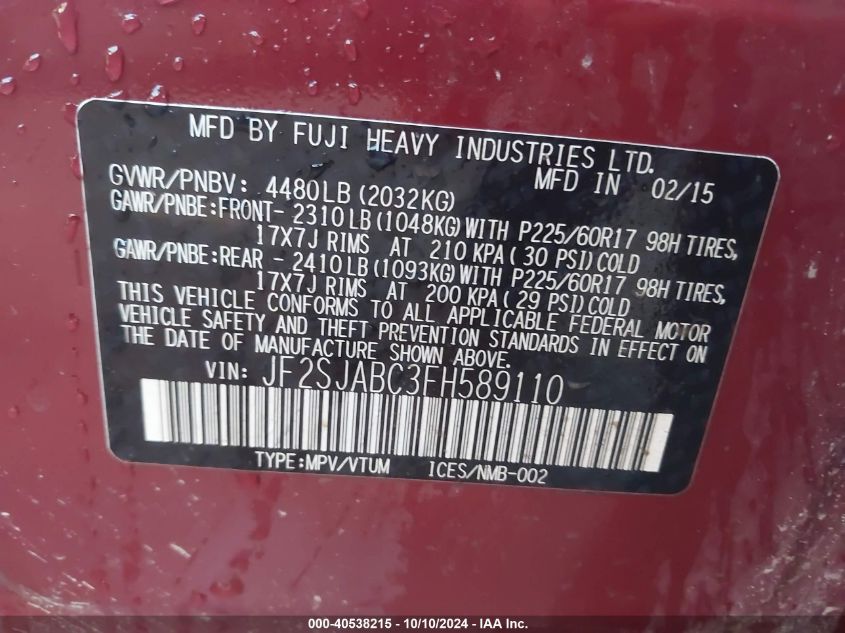 MFD BY FUJI HEAVY INDUSTRIES LTD.
MFD IN 02/15
GVWR/PNBV: 4480LB (2032KG)
GAWR/PNBE:FRONT- 2310LB(1048KG)WITH P225/60R17 98H TIRES,
17X7J RIMS AT 210 KPA( 30 PSI)COLD
GAWR/PNBE:REAR - 2410LB(1093KG)WITH P225/60R17 98H TIRES,
17X7J RIMS AT 200 KPA( 29 PSI)COLD
THIS VEHICLE CONFORMS TO ALL APPLICABLE FEDERAL MOTOR
VEHICLE SAFETY AND THEFT PREVENTION STANDARDS IN EFFECT ON
THE DATE OF MANUFACTURE SHOWN ABOVE.
VIN: JF2SJABC3FH589110
TYPE:MPV/VTUM ICES/NMB-002
000-40538215 - 10/10/2024 - IAA Inc.